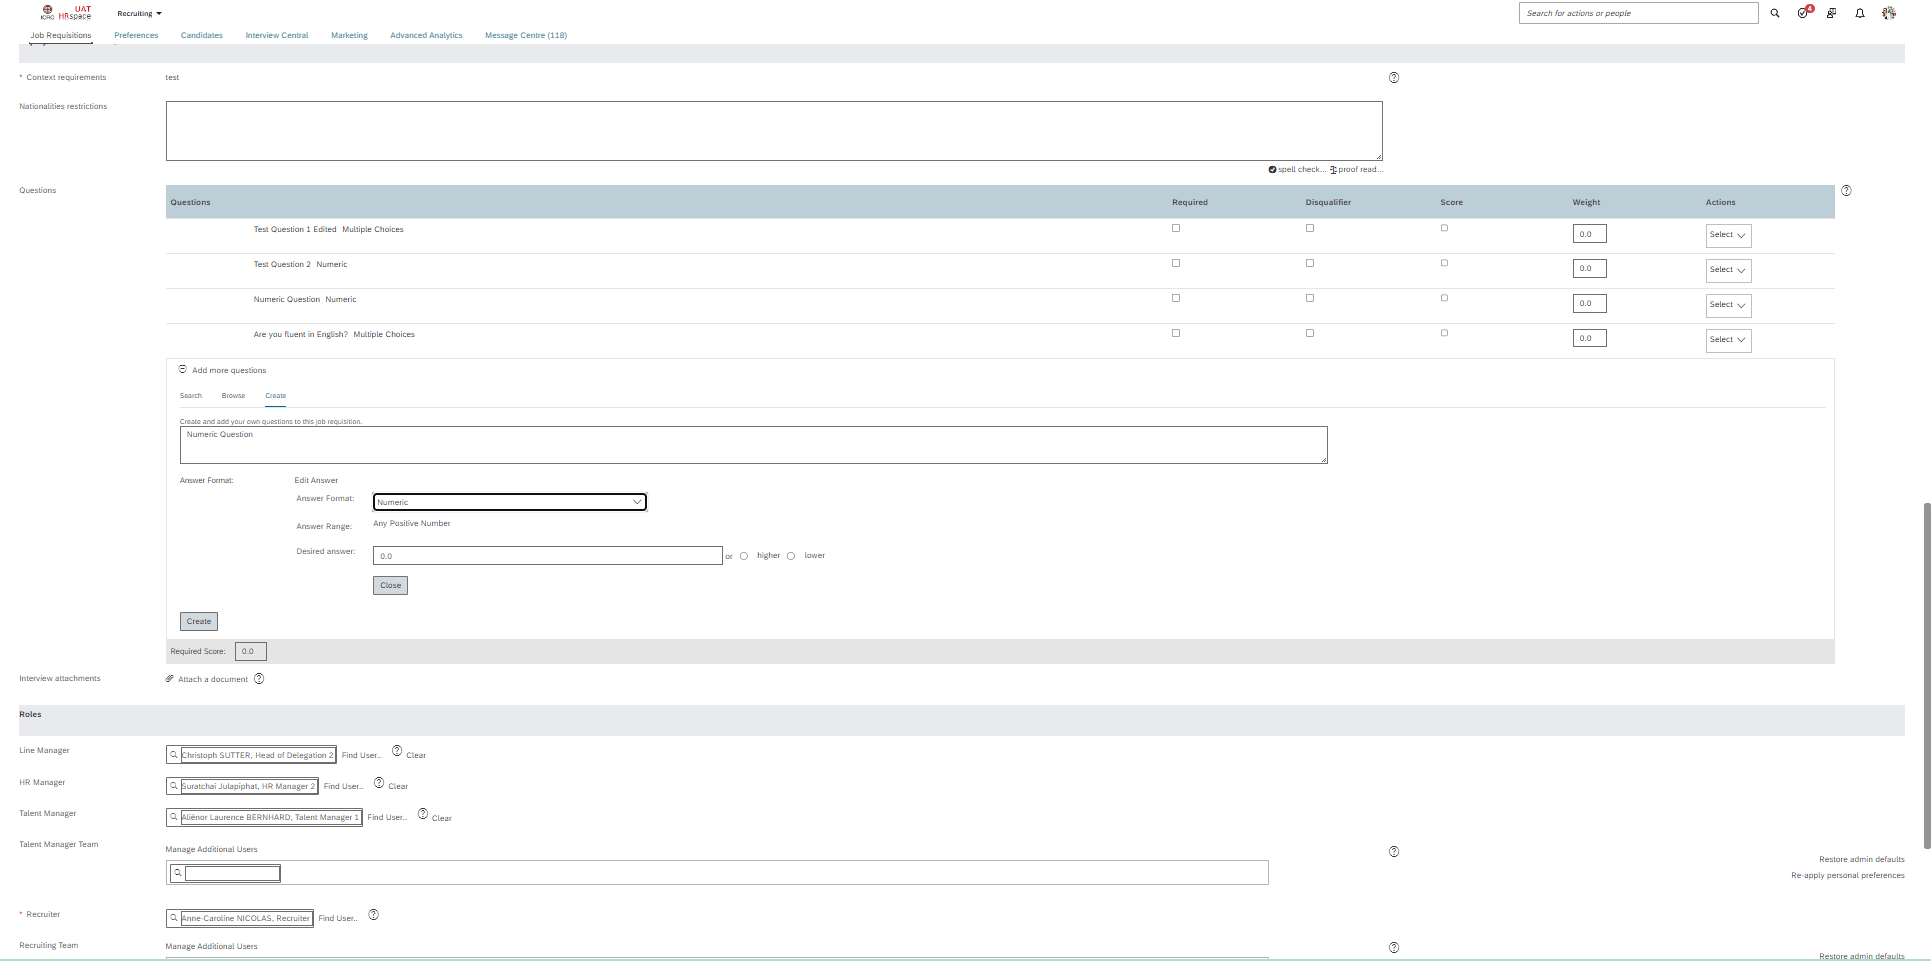 ICRC UAT HRspace Recruiting Search for actions or people 4
Job Requisitions Preferences Candidates Interview Central Marketing Advanced Analytics Message Centre (118)
* Context requirements test
Nationalities restrictions
spell check... proof read...
Questions
Questions Required Disqualifier Score Weight Actions
Test Question 1 Edited Multiple Choices 0.0 Select
Test Question 2 Numeric 0.0 Select
Numeric Question Numeric 0.0 Select
Are you fluent in English? Multiple Choices 0.0 Select
Add more questions
Search Browse Create
Create and add your own questions to this job requisition.
Numeric Question
Answer Format: Edit Answer
Answer Format: Numeric
Answer Range: Any Positive Number
Desired answer: 0.0 or higher lower
Close
Create
Required Score: 0.0
Interview attachments Attach a document
Roles
Line Manager Christoph SUTTER, Head of Delegation 2 Find User.. Clear
HR Manager Suratchai Julapiphat, HR Manager 2 Find User.. Clear
Talent Manager Aliénor Laurence BERNHARD, Talent Manager 1 Find User.. Clear
Talent Manager Team Manage Additional Users
Restore admin defaults
Re-apply personal preferences
* Recruiter Anne-Caroline NICOLAS, Recruiter Find User..
Recruiting Team Manage Additional Users
Restore admin defaults